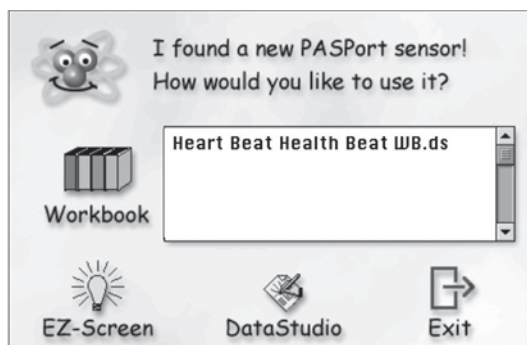 I found a new PASPort sensor!
How would you like to use it?
Heart Beat Health Beat WB.ds
Workbook
EZ-Screen
DataStudio
Exit